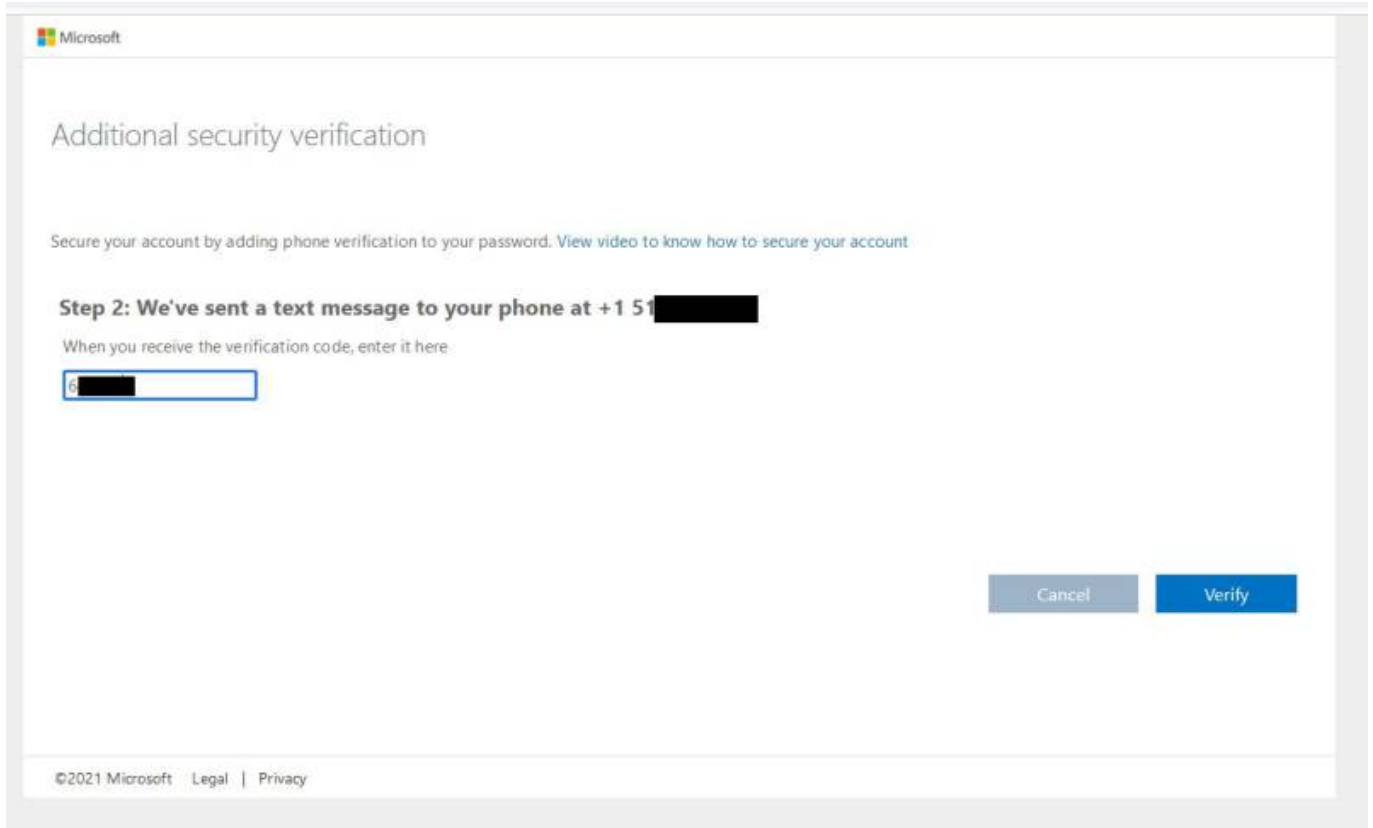 Microsoft
Additional security verification
Secure your account by adding phone verification to your password. View video to know how to secure your account
Step 2: We've sent a text message to your phone at +1 51
When you receive the verification code, enter it here
6
Cancel
Verify
©2021 Microsoft Legal | Privacy